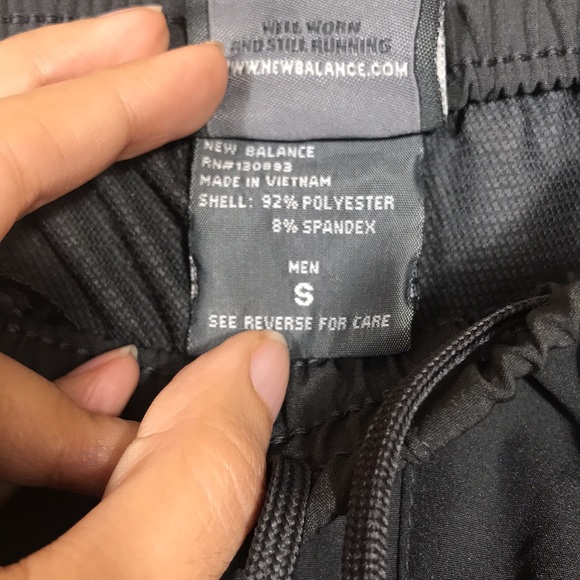 WELL WORN
AND STILL RUNNING
WWW.NEWBALANCE.COM
NEW BALANCE
RN#130893
MADE IN VIETNAM
SHELL: 92% POLYESTER
8% SPANDEX
MEN
S
SEE REVERSE FOR CARE